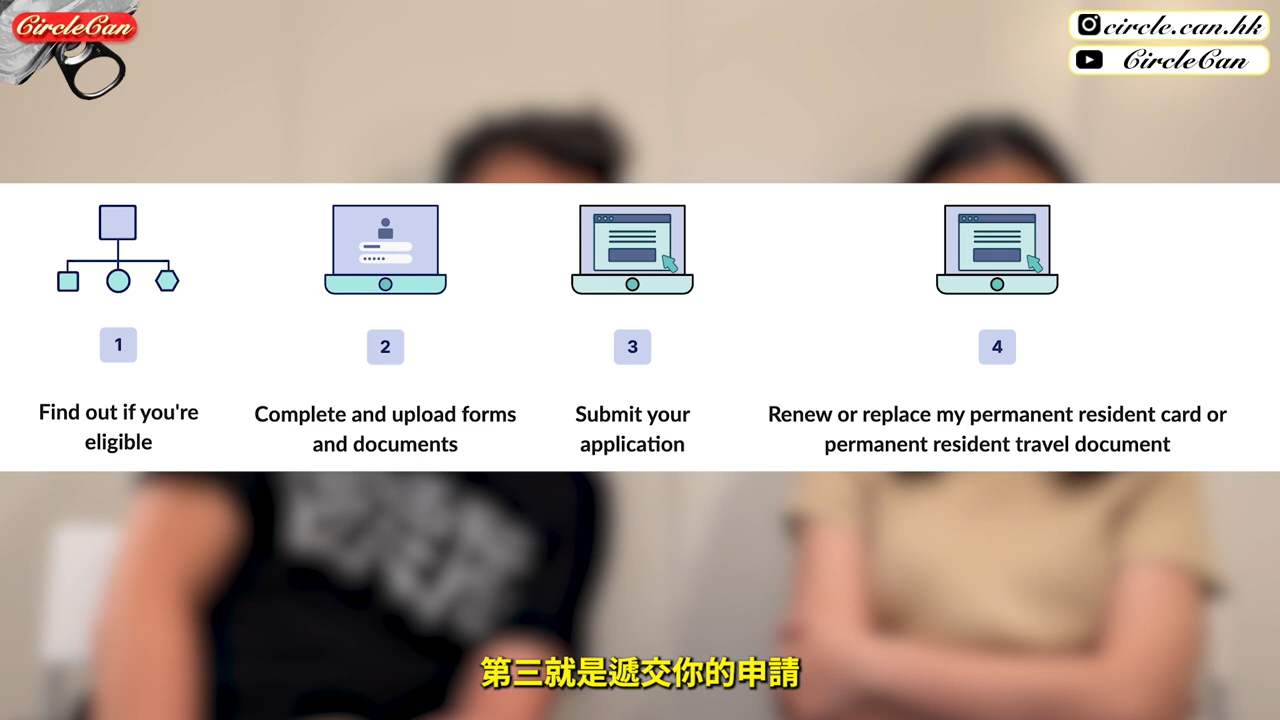 CircleCan
circle.can.hk
CircleCan
1
2
3
4
Find out if you're
eligible
Complete and upload forms
and documents
Submit your
application
Renew or replace my permanent resident card or
permanent resident travel document
第三就是遞交你的申請